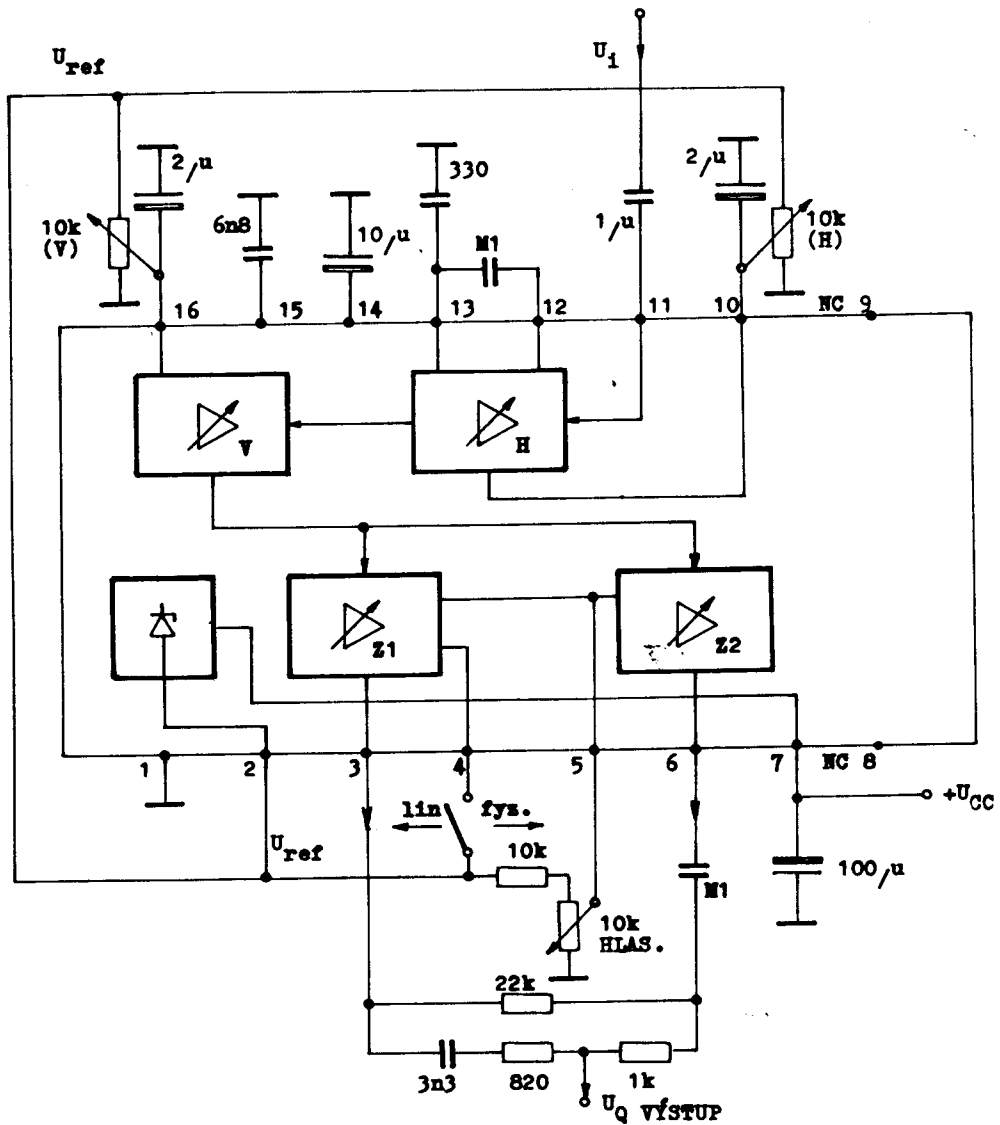 U_ref
U_i
2/u
330
2/u
6n8
10/u
1/u
M1
10k
(V)
10k
(H)
16
15
14
13
12
11
10
NC 9
V
H
Z1
Z2
1
2
3
4
5
6
7
NC 8
lin
fyz.
+U_CC
U_ref
10k
M1
100/u
10k
HLAS.
22k
3n3
820
1k
U_Q VÝSTUP